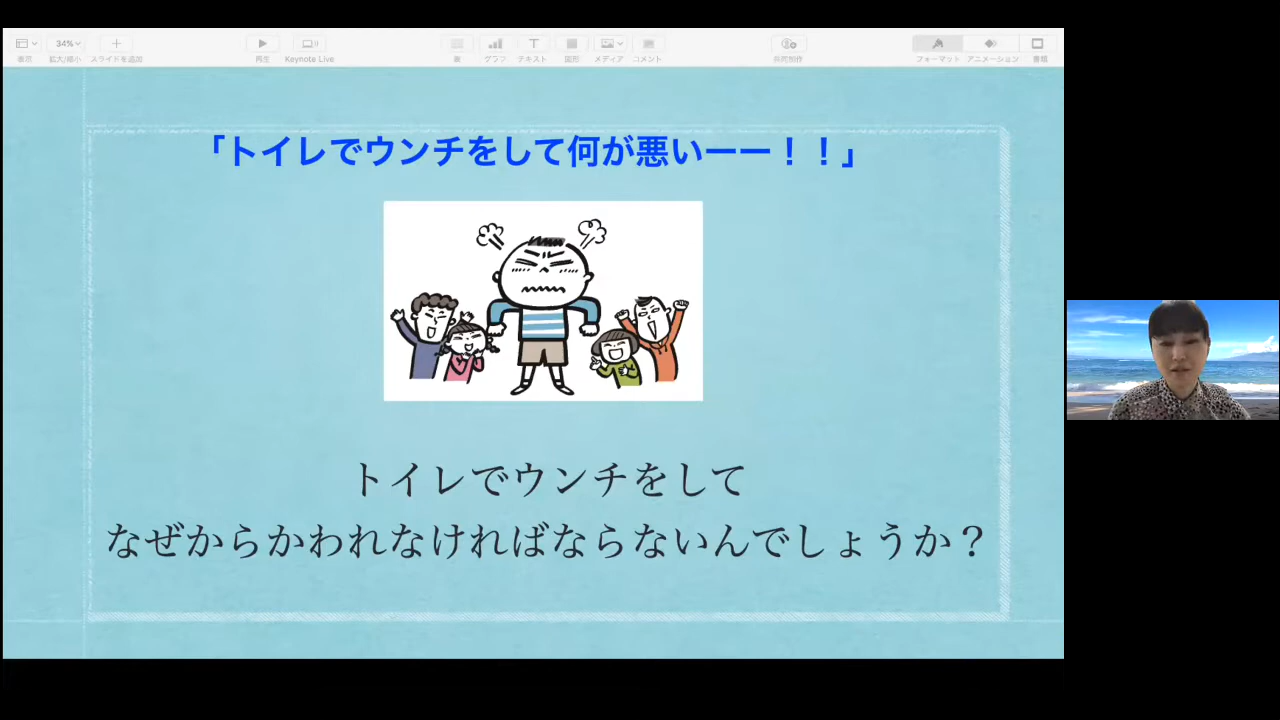 表示
34%
拡大/縮小
スライドを追加
再生
Keynote Live
表
グラフ
テキスト
図形
メディア
コメント
共同制作
フォーマット
アニメーション
書類
「トイレでウンチをして何が悪いーー！！」
トイレでウンチをして
なぜからかわれなければならないんでしょうか？